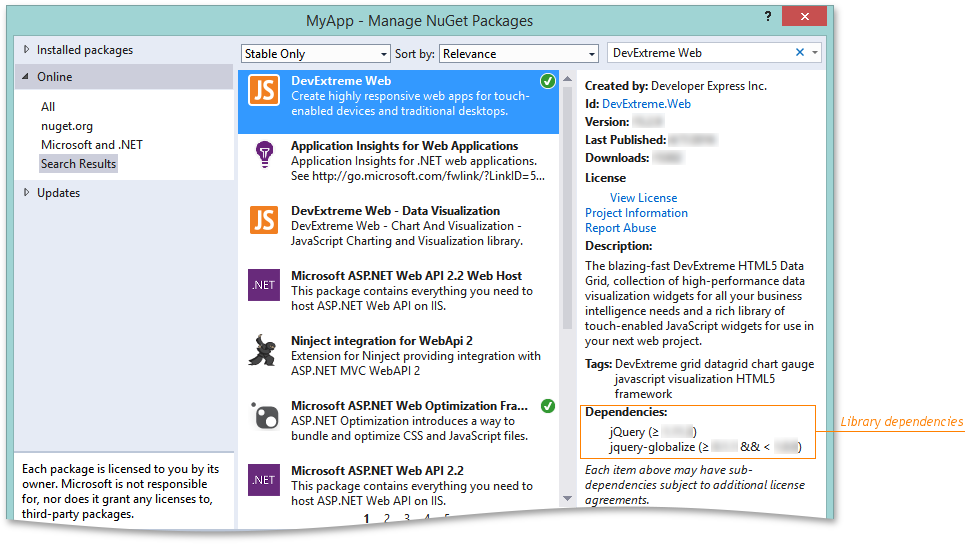 MyApp - Manage NuGet Packages
?
Installed packages
Online
All
nuget.org
Microsoft and .NET
Search Results
Updates
Each package is licensed to you by its
owner. Microsoft is not responsible
for, nor does it grant any licenses to,
third-party packages.
Stable Only
Sort by:
Relevance
DevExtreme Web
JS
DevExtreme Web
Create highly responsive web apps for touch-
enabled devices and traditional desktops.
Application Insights for Web Applications
Application Insights for .NET web applications.
See http://go.microsoft.com/fwlink/?LinkID=5...
JS
DevExtreme Web - Data Visualization
DevExtreme Web - Chart And Visualization -
JavaScript Charting and Visualization library.
.NET
Microsoft ASP.NET Web API 2.2 Web Host
This package contains everything you need to
host ASP.NET Web API on IIS.
Ninject integration for WebApi 2
Extension for Ninject providing integration with
ASP.NET MVC WebAPI 2
Microsoft ASP.NET Web Optimization Fra...
ASP.NET Optimization introduces a way to
bundle and optimize CSS and JavaScript files.
.NET
Microsoft ASP.NET Web API 2.2
This package contains everything you need to
host ASP.NET Web API on IIS.
1 2 3 4
Created by: Developer Express Inc.
Id: DevExtreme.Web
Version:
Last Published:
Downloads:
License
View License
Project Information
Report Abuse
Description:
The blazing-fast DevExtreme HTML5 Data
Grid, collection of high-performance data
visualization widgets for all your business
intelligence needs and a rich library of
touch-enabled JavaScript widgets for use in
your next web project.
Tags: DevExtreme grid datagrid chart gauge
javascript visualization HTML5
framework
Dependencies:
jQuery (≥ )
jquery-globalize (≥ && < )
Each item above may have sub-
dependencies subject to additional license
agreements.
Library dependencies